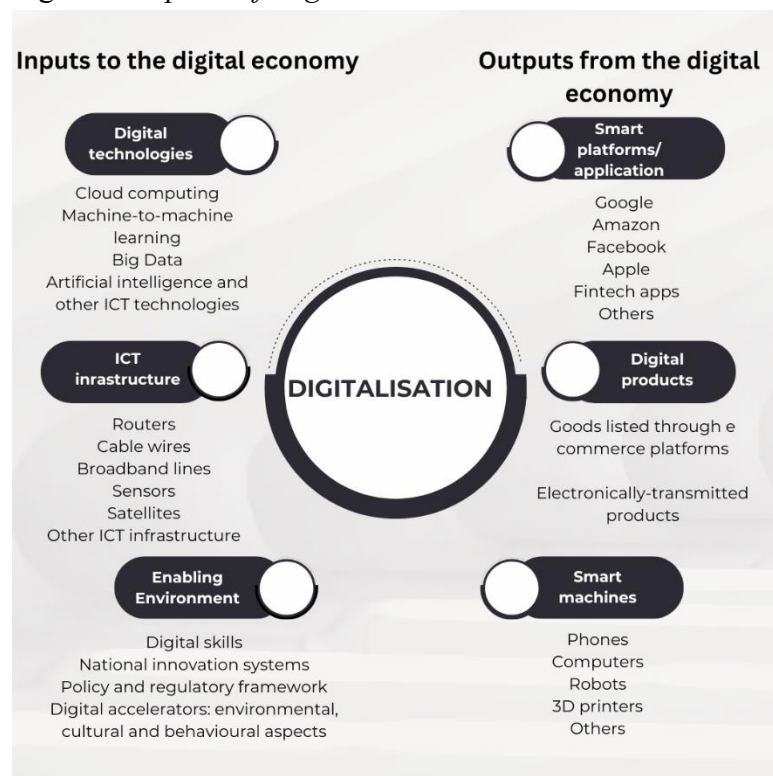 Inputs to the digital economy
Digital
technologies
Cloud computing
Machine-to-machine
learning
Big Data
Artificial intelligence and
other ICT technologies
ICT
inrastructure
Routers
Cable wires
Broadband lines
Sensors
Satellites
Other ICT infrastructure
Enabling
Environment
Digital skills
National innovation systems
Policy and regulatory framework
Digital accelerators: environmental,
cultural and behavioural aspects
DIGITALISATION
Outputs from the digital
economy
Smart
platforms/
application
Google
Amazon
Facebook
Apple
Fintech apps
Others
Digital
products
Goods listed through e
commerce platforms
Electronically-transmitted
products
Smart
machines
Phones
Computers
Robots
3D printers
Others